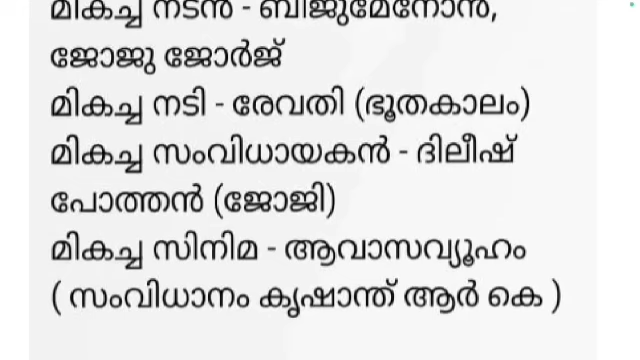 മികച്ച നടൻ - ബിജുമേനോൻ,
ജോജു ജോർജ്
മികച്ച നടി - രേവതി (ഭൂതകാലം)
മികച്ച സംവിധായകൻ - ദിലീഷ്
പോത്തൻ (ജോജി)
മികച്ച സിനിമ - ആവാസവ്യൂഹം
( സംവിധാനം കൃഷാന്ത് ആർ കെ )